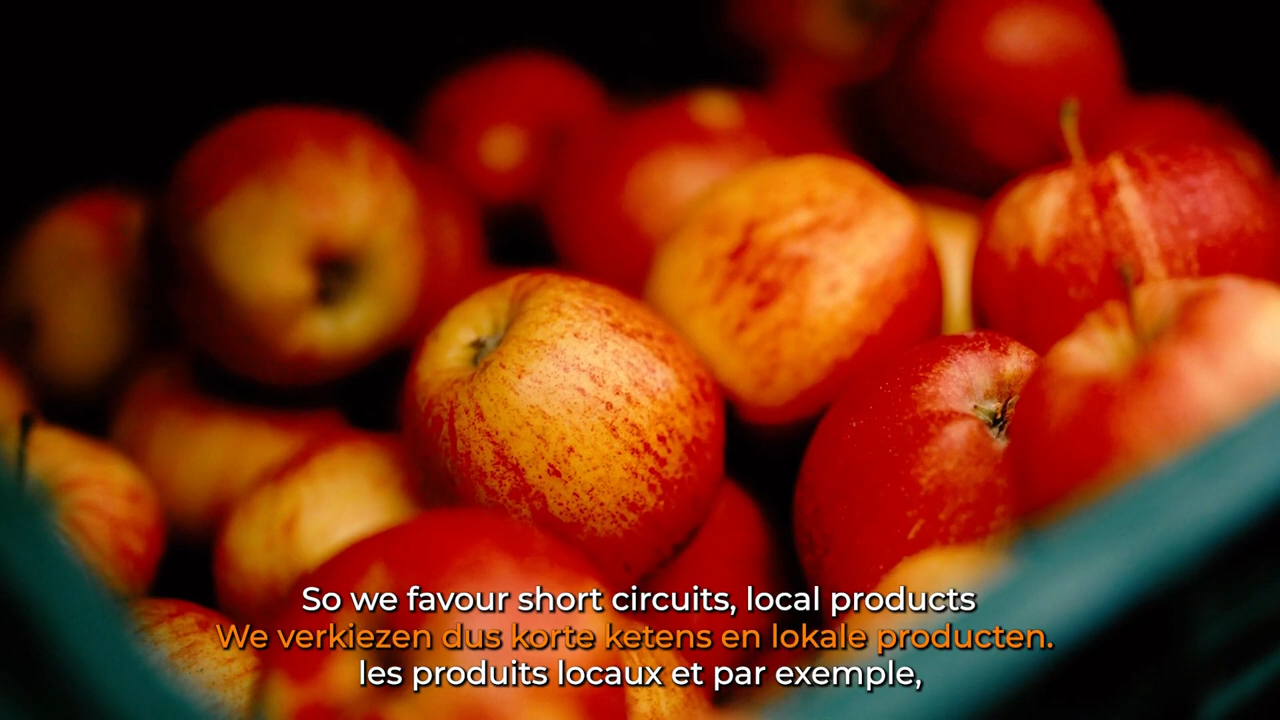 So we favour short circuits, local products
We verkiezen dus korte ketens en lokale producten.
les produits locaux et par exemple,